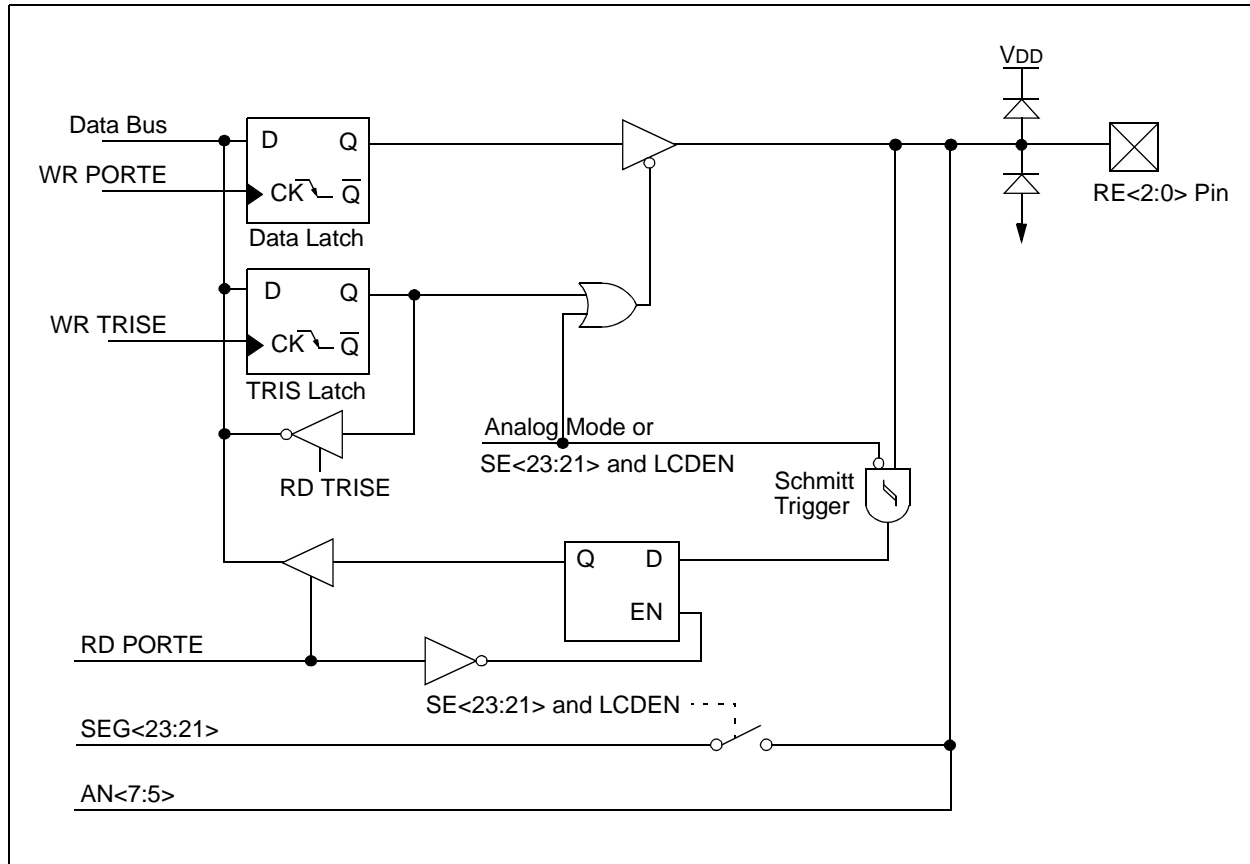 VDD
Data Bus
D Q
WR PORTE
CK Q
RE<2:0> Pin
Data Latch
D Q
WR TRISE
CK Q
TRIS Latch
Analog Mode or
SE<23:21> and LCDEN
Schmitt
Trigger
RD TRISE
Q D
EN
RD PORTE
SE<23:21> and LCDEN
SEG<23:21>
AN<7:5>